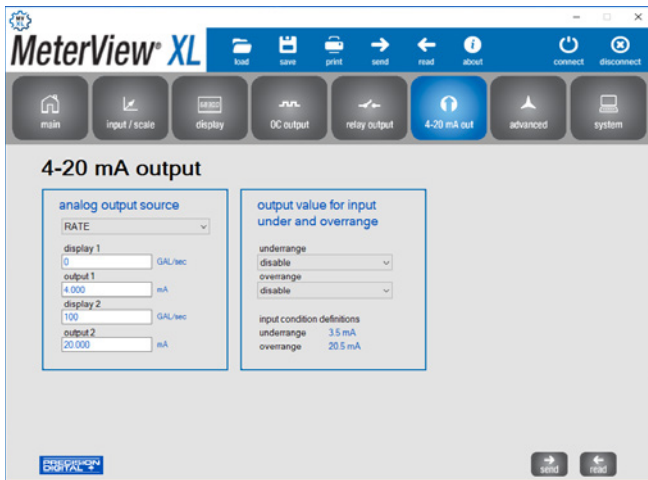 MV
XL
MeterView® XL
load save print send read about connect disconnect
main input / scale display OC output relay output 4-20 mA out advanced system
4-20 mA output
analog output source
RATE
display 1
0 GAL/sec
output 1
4.000 mA
display 2
100 GAL/sec
output 2
20.000 mA
output value for input
under and overrange
underrange
disable
overrange
disable
input condition definitions
underrange 3.5 mA
overrange 20.5 mA
PRECISION
DIGITAL
send read